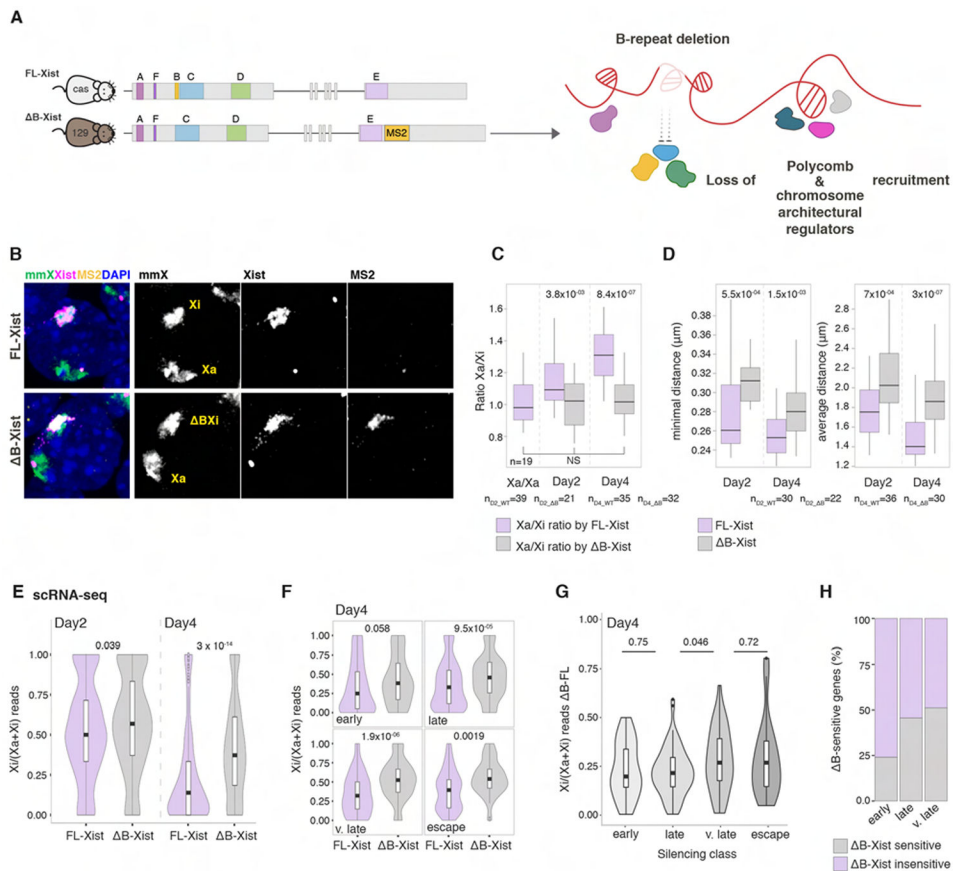 A
B-repeat deletion
FL-Xist
cas
A F B C D E
ΔB-Xist
129
A F C D E
MS2
Loss of
Polycomb
&
chromosome
architectural
regulators
recruitment
B
mmXXistMS2DAPI
mmX
Xist
MS2
FL-Xist
Xi
Xa
ΔB-Xist
ΔBXi
Xa
C
3.8x10-03
8.4x10-07
Ratio Xa/Xi
1.6
1.4
1.2
1.0
0.8
n=19
NS
Xa/Xa
Day2
Day4
nD2_WT=39 nD2_ΔB=21 nD4_WT=35 nD4_ΔB=32
Xa/Xi ratio by FL-Xist
Xa/Xi ratio by ΔB-Xist
D
5.5x10-04
1.5x10-03
minimal distance (µm)
0.38
0.36
0.34
0.32
0.30
0.28
0.26
0.24
Day2
Day4
7x10-04
3x10-07
average distance (µm)
2.8
2.6
2.4
2.2
2.0
1.8
1.6
1.4
1.2
Day2
Day4
nD2_WT=30 nD2_ΔB=22 nD4_WT=36 nD4_ΔB=30
FL-Xist
ΔB-Xist
E
scRNA-seq
Day2
Day4
0.039
3 x 10-14
Xi/(Xa+Xi) reads
1.00
0.75
0.50
0.25
0.00
FL-Xist
ΔB-Xist
FL-Xist
ΔB-Xist
F
Day4
0.058
9.5x10-05
Xi/(Xa+Xi) reads
1.00
0.75
0.50
0.25
0.00
early
late
1.9x10-06
0.0019
1.00
0.75
0.50
0.25
0.00
v. late
escape
FL-Xist
ΔB-Xist
FL-Xist
ΔB-Xist
G
Day4
0.75
0.046
0.72
Xi/(Xa+Xi) reads ΔB-FL
1.00
0.75
0.50
0.25
0.00
early
late
v. late
escape
Silencing class
H
ΔB-sensitive genes (%)
100
75
50
25
0
early
late
v. late
ΔB-Xist sensitive
ΔB-Xist insensitive